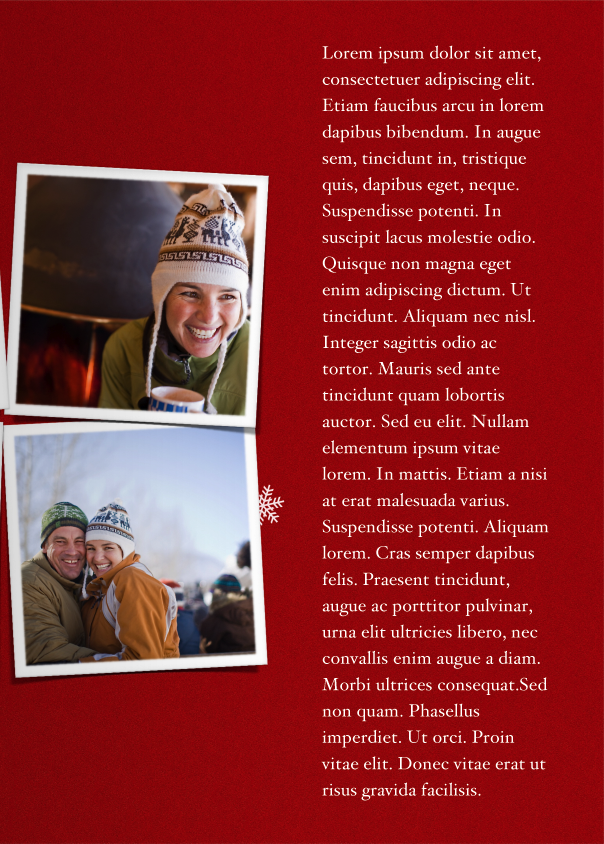 Lorem ipsum dolor sit amet,
consectetuer adipiscing elit.
Etiam faucibus arcu in lorem
dapibus bibendum. In augue
sem, tincidunt in, tristique
quis, dapibus eget, neque.
Suspendisse potenti. In
suscipit lacus molestie odio.
Quisque non magna eget
enim adipiscing dictum. Ut
tincidunt. Aliquam nec nisl.
Integer sagittis odio ac
tortor. Mauris sed ante
tincidunt quam lobortis
auctor. Sed eu elit. Nullam
elementum ipsum vitae
lorem. In mattis. Etiam a nisi
at erat malesuada varius.
Suspendisse potenti. Aliquam
lorem. Cras semper dapibus
felis. Praesent tincidunt,
augue ac porttitor pulvinar,
urna elit ultricies libero, nec
convallis enim augue a diam.
Morbi ultrices consequat.Sed
non quam. Phasellus
imperdiet. Ut orci. Proin
vitae elit. Donec vitae erat ut
risus gravida facilisis.